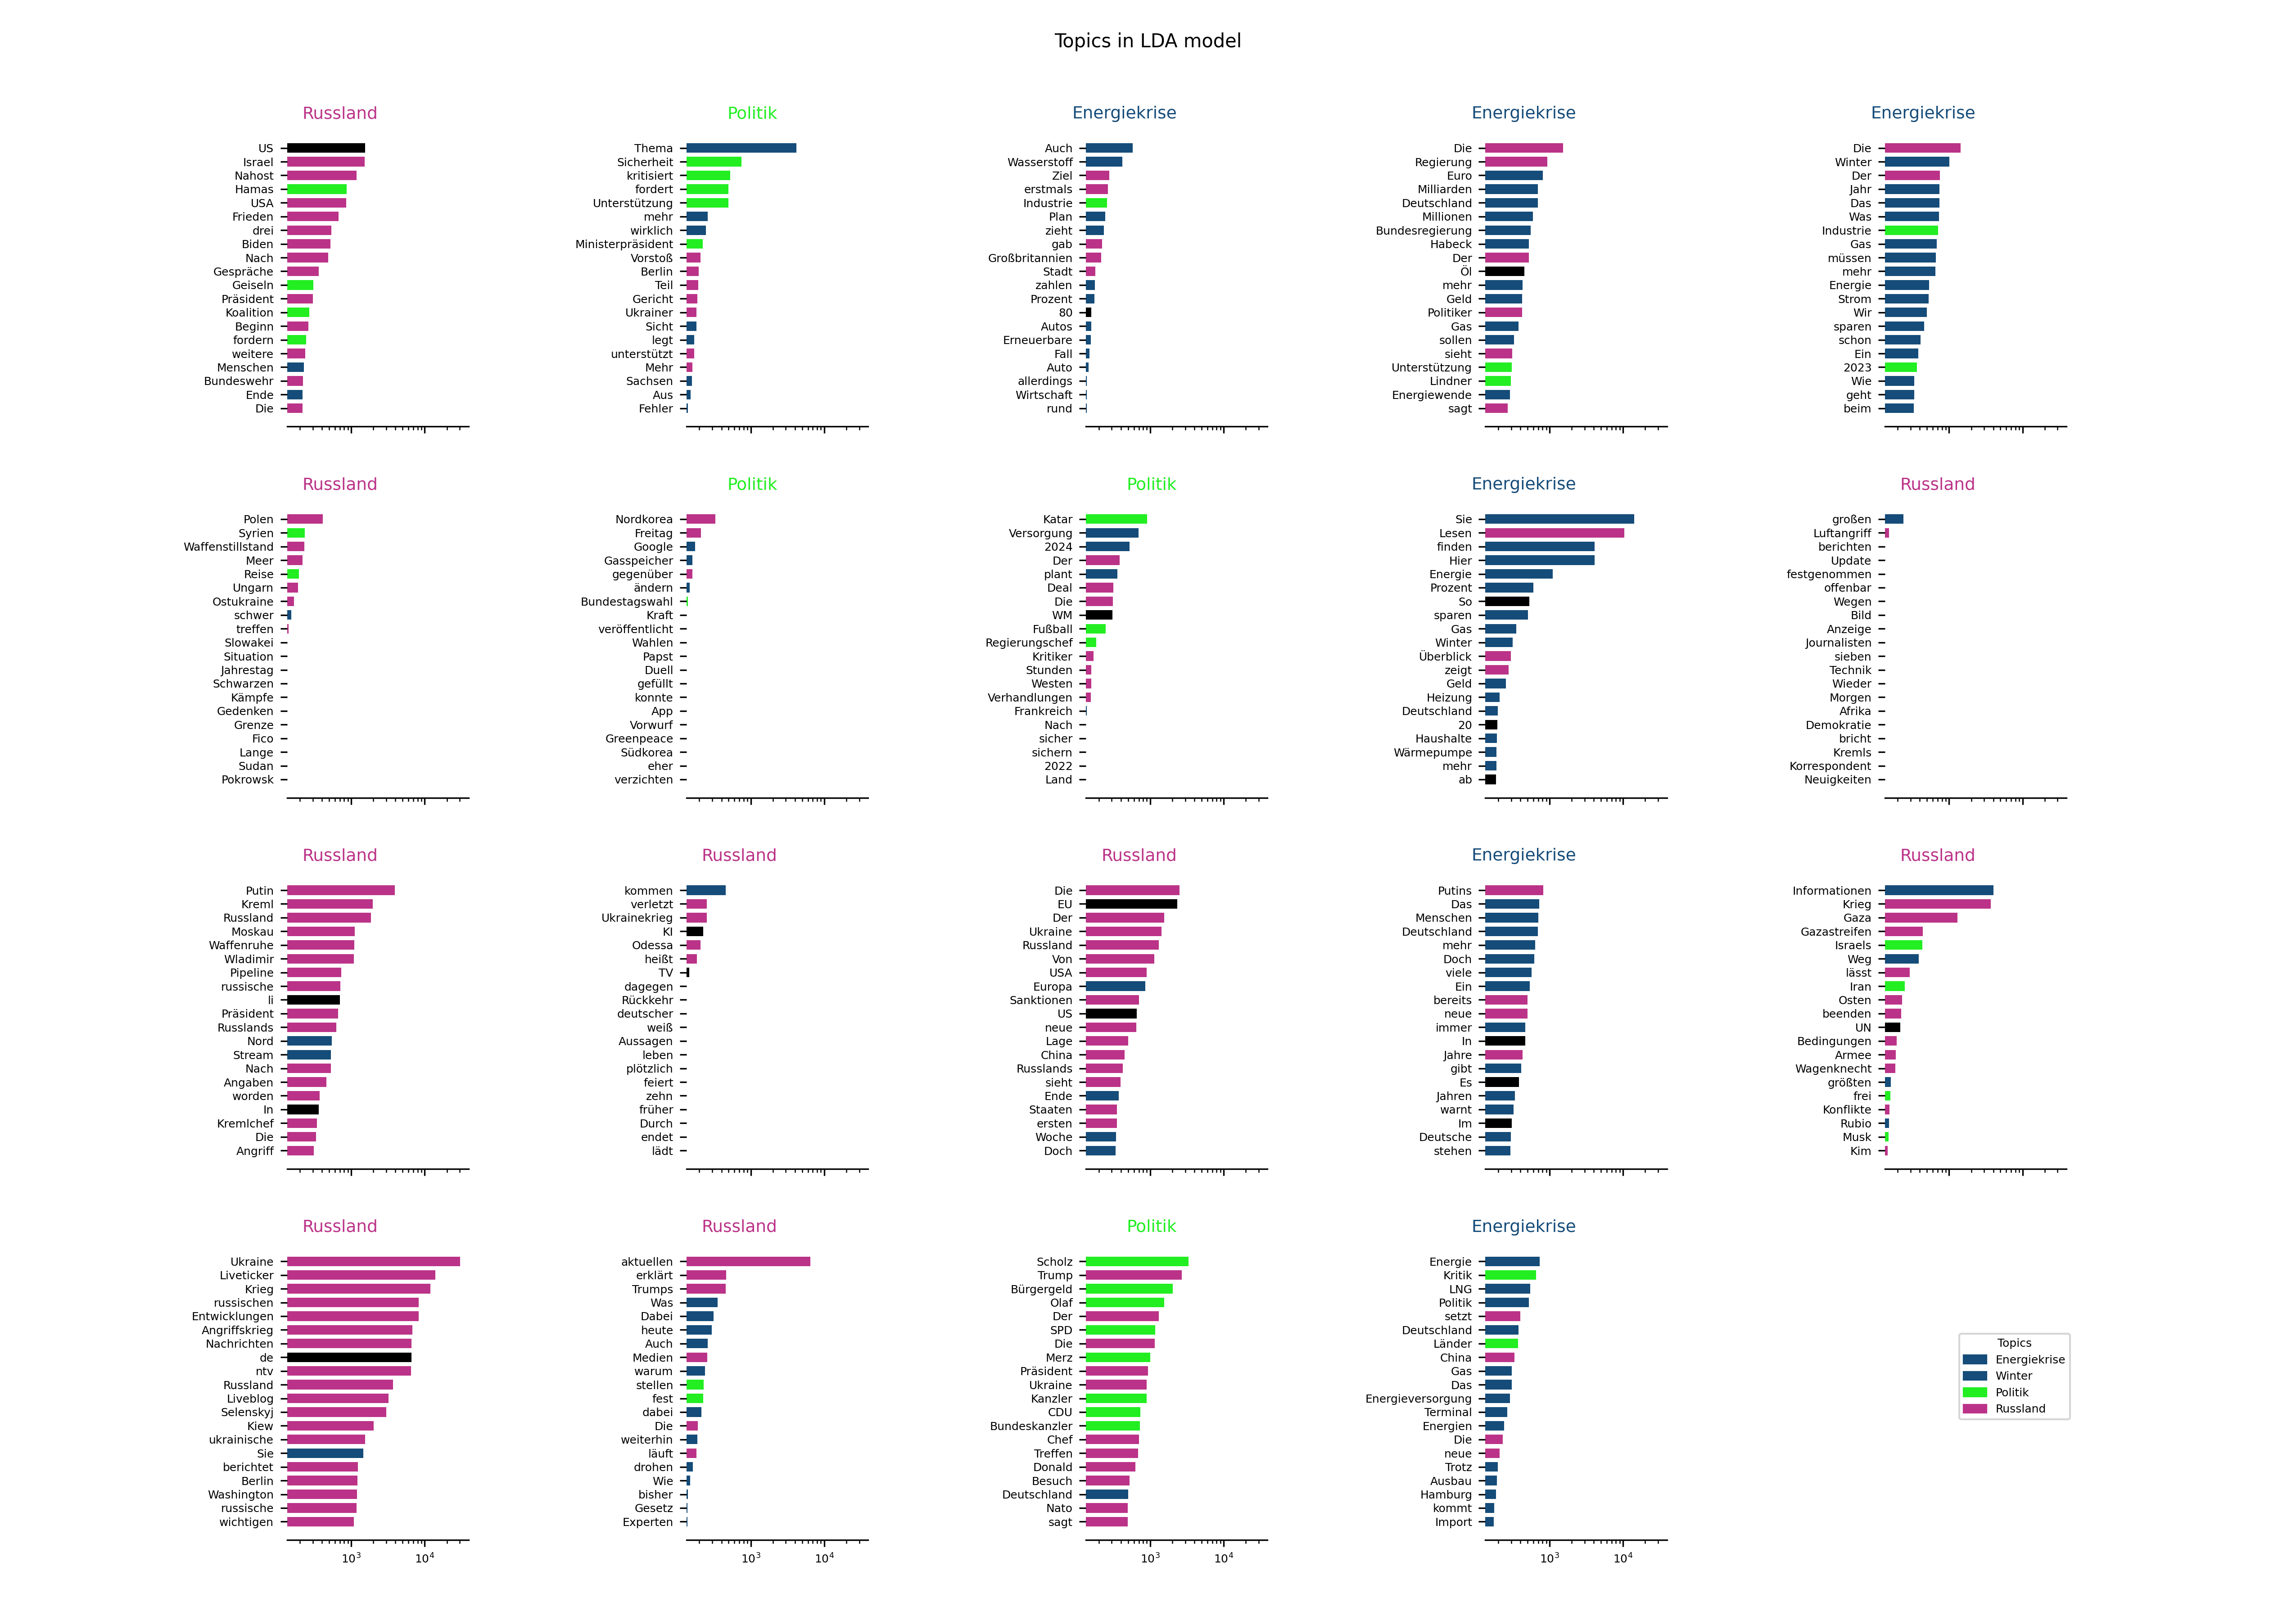 Topics in LDA model
Russland
US
Israel
Nahost
Hamas
USA
Frieden
drei
Biden
Nach
Gespräche
Geiseln
Präsident
Koalition
Beginn
fordern
weitere
Menschen
Bundeswehr
Ende
Die
Politik
Thema
Sicherheit
kritisiert
fordert
Unterstützung
mehr
wirklich
Ministerpräsident
Vorstoß
Berlin
Teil
Gericht
Ukrainer
Sicht
legt
unterstützt
Mehr
Sachsen
Aus
Fehler
Energiekrise
Auch
Wasserstoff
Ziel
erstmals
Industrie
Plan
zieht
gab
Großbritannien
Stadt
zahlen
Prozent
80
Autos
Erneuerbare
Fall
Auto
allerdings
Wirtschaft
rund
Energiekrise
Die
Regierung
Euro
Milliarden
Deutschland
Millionen
Bundesregierung
Habeck
Der
Öl
mehr
Geld
Politiker
Gas
sollen
sieht
Unterstützung
Lindner
Energiewende
sagt
Energiekrise
Die
Winter
Der
Jahr
Das
Was
Industrie
Gas
müssen
mehr
Energie
Strom
Wir
sparen
schon
Ein
2023
Wie
geht
beim
Russland
Polen
Syrien
Waffenstillstand
Meer
Reise
Ungarn
Ostukraine
schwer
treffen
Slowakei
Situation
Jahrestag
Schwarzen
Kämpfe
Gedenken
Grenze
Fico
Lange
Sudan
Pokrowsk
Politik
Nordkorea
Freitag
Google
Gasspeicher
gegenüber
ändern
Bundestagswahl
Kraft
veröffentlicht
Wahlen
Papst
Duell
gefüllt
konnte
App
Vorwurf
Greenpeace
Südkorea
eher
verzichten
Politik
Katar
Versorgung
2024
Der
plant
Deal
Die
WM
Fußball
Regierungschef
Kritiker
Stunden
Westen
Verhandlungen
Frankreich
Nach
sicher
sichern
2022
Land
Energiekrise
Sie
Lesen
finden
Hier
Energie
Prozent
So
sparen
Gas
Winter
Überblick
zeigt
Geld
Heizung
Deutschland
20
Haushalte
Wärmepumpe
mehr
ab
Russland
großen
Luftangriff
berichten
Update
festgenommen
offenbar
Wegen
Bild
Anzeige
Journalisten
sieben
Technik
Wieder
Morgen
Afrika
Demokratie
bricht
Kremls
Korrespondent
Neuigkeiten
Russland
Putin
Kreml
Russland
Moskau
Waffenruhe
Wladimir
Pipeline
russische
li
Präsident
Russlands
Nord
Stream
Nach
Angaben
worden
In
Kremlchef
Die
Angriff
Russland
kommen
verletzt
Ukrainekrieg
KI
Odessa
heißt
TV
dagegen
Rückkehr
deutscher
weiß
Aussagen
leben
plötzlich
feiert
zehn
früher
Durch
endet
lädt
Russland
Die
EU
Der
Ukraine
Russland
Von
USA
Europa
Sanktionen
US
neue
Lage
China
Russlands
sieht
Ende
Staaten
ersten
Woche
Doch
Energiekrise
Putins
Das
Menschen
Deutschland
mehr
Doch
viele
Ein
bereits
neue
immer
In
Jahre
gibt
Es
Jahren
warnt
Im
Deutsche
stehen
Russland
Informationen
Krieg
Gaza
Gazastreifen
Israels
Weg
lässt
Iran
Osten
beenden
UN
Bedingungen
Armee
Wagenknecht
größten
frei
Konflikte
Rubio
Musk
Kim
Russland
Ukraine
Liveticker
Krieg
russischen
Entwicklungen
Angriffskrieg
Nachrichten
de
ntv
Russland
Liveblog
Selenskyj
Kiew
ukrainische
Sie
berichtet
Berlin
Washington
russische
wichtigen
10³ 10⁴
Russland
aktuellen
erklärt
Trumps
Was
Dabei
heute
Auch
Medien
warum
stellen
fest
dabei
Die
weiterhin
läuft
drohen
Wie
bisher
Gesetz
Experten
10³ 10⁴
Politik
Scholz
Trump
Bürgergeld
Olaf
Der
SPD
Die
Merz
Präsident
Ukraine
Kanzler
CDU
Bundeskanzler
Chef
Treffen
Donald
Besuch
Deutschland
Nato
sagt
10³ 10⁴
Energiekrise
Energie
Kritik
LNG
Politik
setzt
Deutschland
Länder
China
Gas
Das
Energieversorgung
Terminal
Energien
Die
neue
Trotz
Ausbau
Hamburg
kommt
Import
10³ 10⁴
Topics
Energiekrise
Winter
Politik
Russland